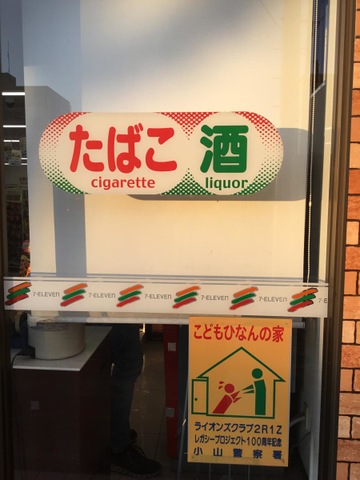 たばこ 酒
cigarette liquor
7-ELEVEN 7-ELEVEN 7-ELEVEN 7-ELEVEN 7-ELEVEN 7-E
こどもひなんの家
ライオンズクラブ2R1Z
レガシープロジェクト100周年記念
小山警察署